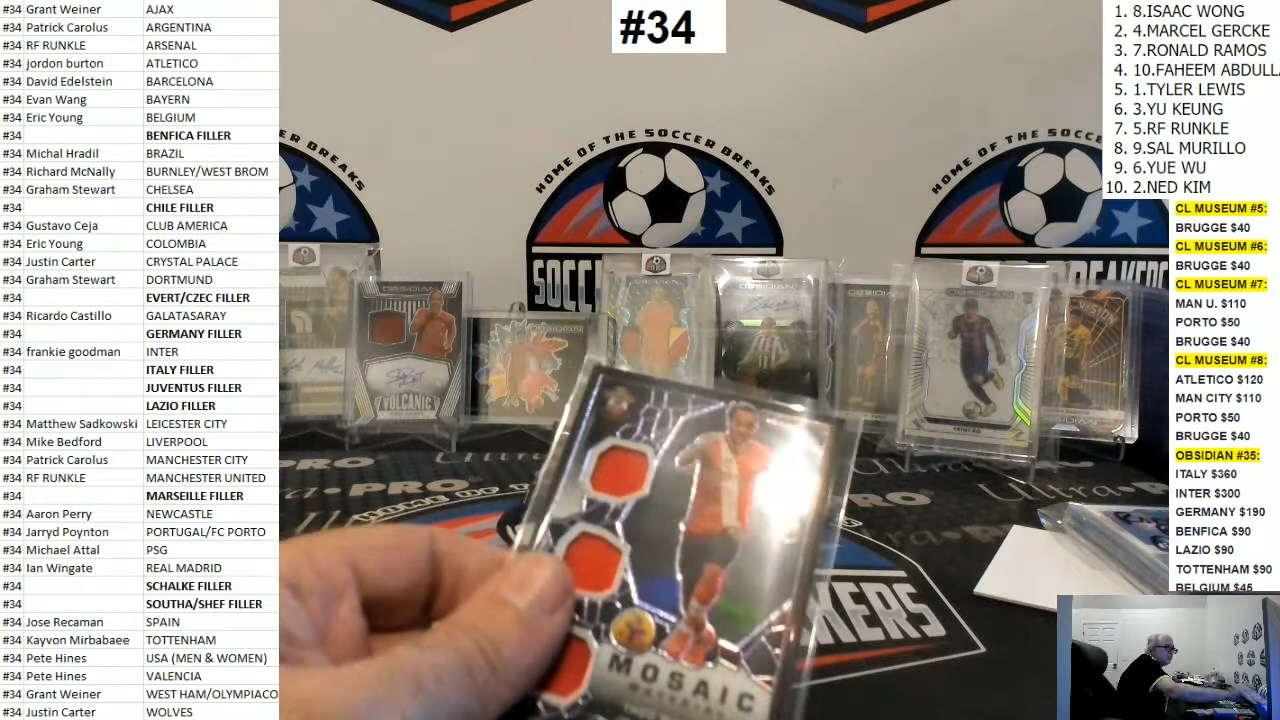 #34 Grant Weiner AJAX
#34 Patrick Carolus ARGENTINA
#34 RF RUNKLE ARSENAL
#34 jordon burton ATLETICO
#34 David Edelstein BARCELONA
#34 Evan Wang BAYERN
#34 Eric Young BELGIUM
#34 BENFICA FILLER
#34 Michal Hradil BRAZIL
#34 Richard McNally BURNLEY/WEST BROM
#34 Graham Stewart CHELSEA
#34 CHILE FILLER
#34 Gustavo Ceja CLUB AMERICA
#34 Eric Young COLOMBIA
#34 Justin Carter CRYSTAL PALACE
#34 Graham Stewart DORTMUND
#34 EVERT/CZEC FILLER
#34 Ricardo Castillo GALATASARAY
#34 GERMANY FILLER
#34 frankie goodman INTER
#34 ITALY FILLER
#34 JUVENTUS FILLER
#34 LAZIO FILLER
#34 Matthew Sadkowski LEICESTER CITY
#34 Mike Bedford LIVERPOOL
#34 Patrick Carolus MANCHESTER CITY
#34 RF RUNKLE MANCHESTER UNITED
#34 MARSEILLE FILLER
#34 Aaron Perry NEWCASTLE
#34 Jarryd Poynton PORTUGAL/FC PORTO
#34 Michael Attal PSG
#34 Ian Wingate REAL MADRID
#34 SCHALKE FILLER
#34 SOUTHA/SHEF FILLER
#34 Jose Recaman SPAIN
#34 Kayvon Mirbabaee TOTTENHAM
#34 Pete Hines USA (MEN & WOMEN)
#34 Pete Hines VALENCIA
#34 Grant Weiner WEST HAM/OLYMPIACO
#34 Justin Carter WOLVES
#34
HOME OF THE SOCCER BREAKS
SOCC
OBSIDIAN
VOLCANIC
MOSAIC
PRO
KERS
1. 8.ISAAC WONG
2. 4.MARCEL GERCKE
3. 7.RONALD RAMOS
4. 10.FAHEEM ABDULL
5. 1.TYLER LEWIS
6. 3.YU KEUNG
7. 5.RF RUNKLE
8. 9.SAL MURILLO
9. 6.YUE WU
10. 2.NED KIM
CL MUSEUM #5:
BRUGGE $40
CL MUSEUM #6:
BRUGGE $40
CL MUSEUM #7:
MAN U. $110
PORTO $50
BRUGGE $40
CL MUSEUM #8:
ATLETICO $120
MAN CITY $110
PORTO $50
BRUGGE $40
OBSIDIAN #35:
ITALY $360
INTER $300
GERMANY $190
BENFICA $90
LAZIO $90
TOTTENHAM $90
BELGIUM $45